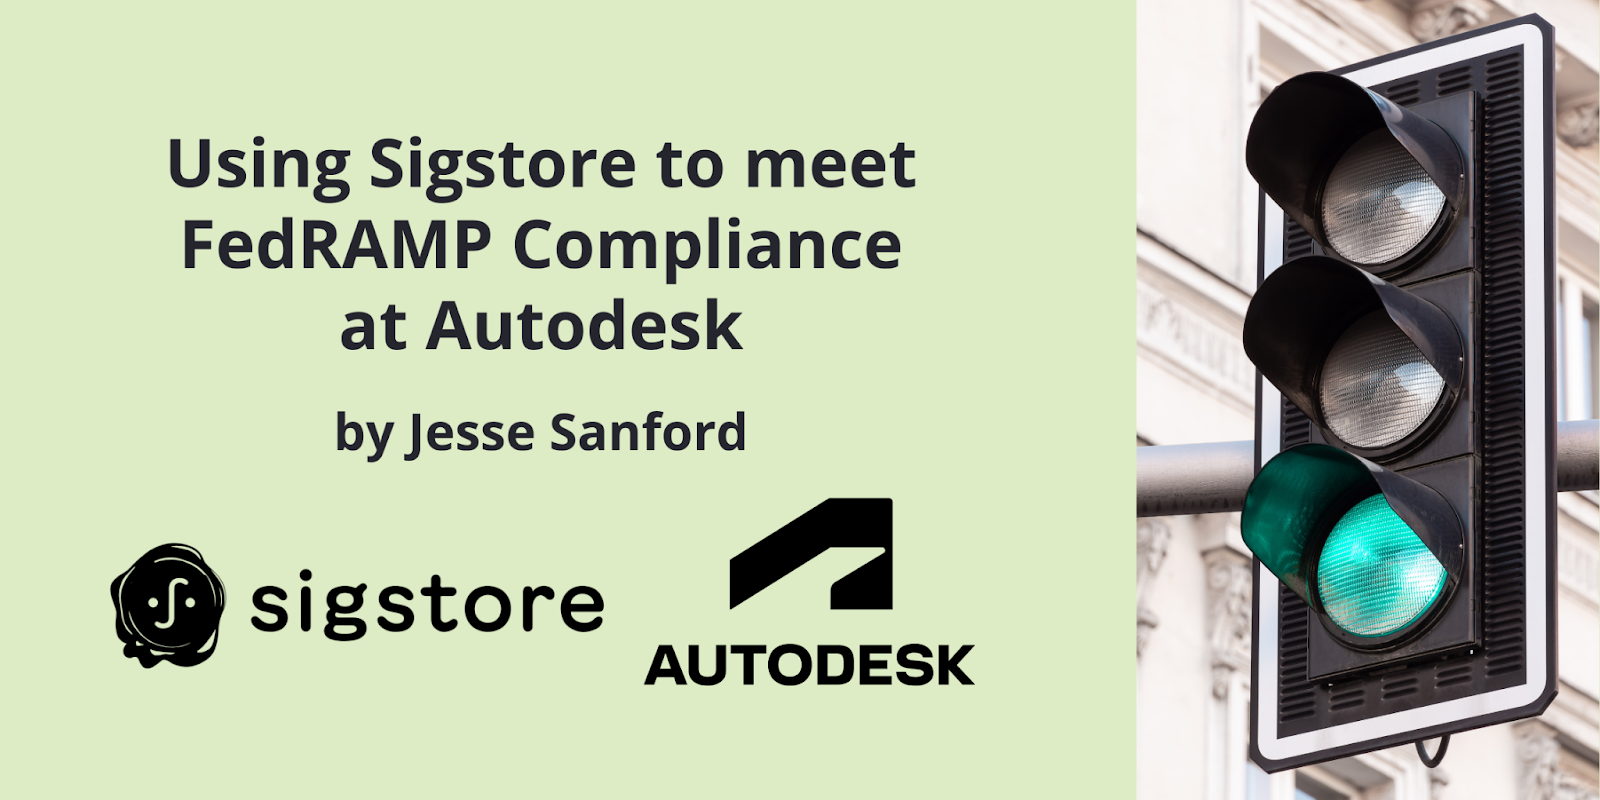 Using Sigstore to meet
FedRAMP Compliance
at Autodesk
by Jesse Sanford
sigstore
AUTODESK